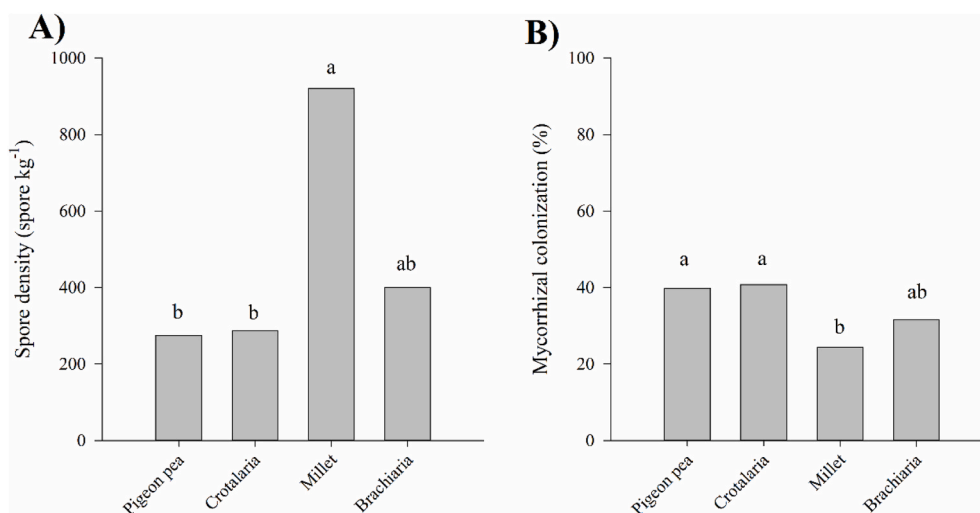 A)
Spore density (spore kg-1)
1000
800
600
400
200
0
b
b
a
ab
Pigeon pea
Crotalaria
Millet
Brachiaria
B)
Mycorrhizal colonization (%)
100
80
60
40
20
0
a
a
b
ab
Pigeon pea
Crotalaria
Millet
Brachiaria